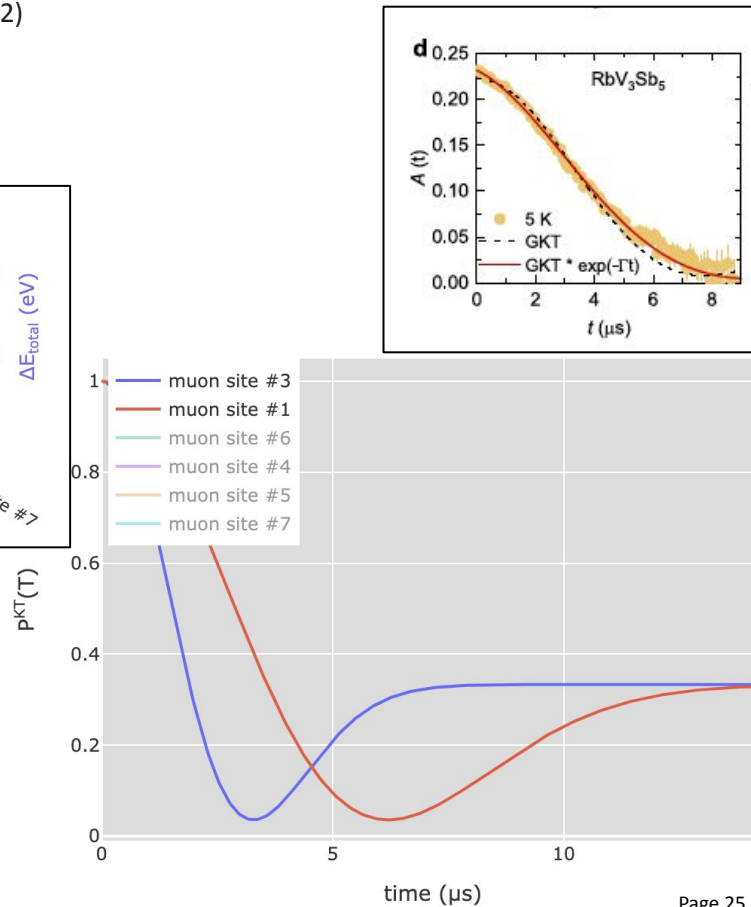 2)
d
0.25
0.20
0.15
0.10
0.05
0.00
A (t)
RbV₃Sb₅
5 K
GKT
GKT * exp(-Γt)
0 2 4 6 8
t (μs)
ΔE_total (eV)
#7
muon site #3
muon site #1
muon site #6
muon site #4
muon site #5
muon site #7
1
0.8
0.6
0.4
0.2
0
P^KT(T)
0 5 10
time (μs)
Page 25